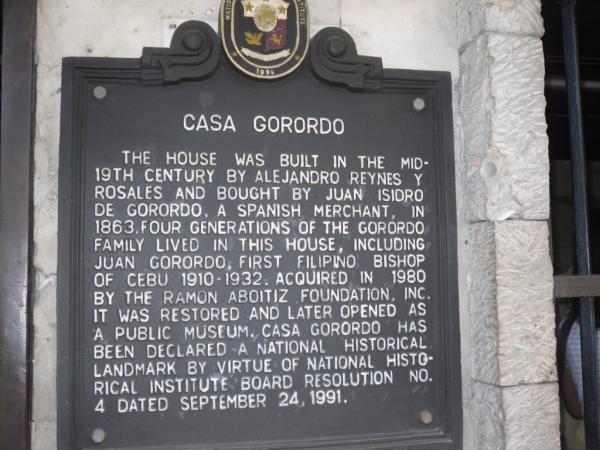 CASA GORORDO
THE HOUSE WAS BUILT IN THE MID-
19TH CENTURY BY ALEJANDRO REYNES Y
ROSALES AND BOUGHT BY JUAN ISIDRO
DE GORORDO, A SPANISH MERCHANT, IN
1863. FOUR GENERATIONS OF THE GORORDO
FAMILY LIVED IN THIS HOUSE, INCLUDING
JUAN GORORDO, FIRST FILIPINO BISHOP
OF CEBU 1910-1932. ACQUIRED IN 1980
BY THE RAMON ABOITIZ FOUNDATION, INC.
IT WAS RESTORED AND LATER OPENED AS
A PUBLIC MUSEUM. CASA GORORDO HAS
BEEN DECLARED A NATIONAL HISTORICAL
LANDMARK BY VIRTUE OF NATIONAL HISTO-
RICAL INSTITUTE BOARD RESOLUTION NO.
4 DATED SEPTEMBER 24, 1991.